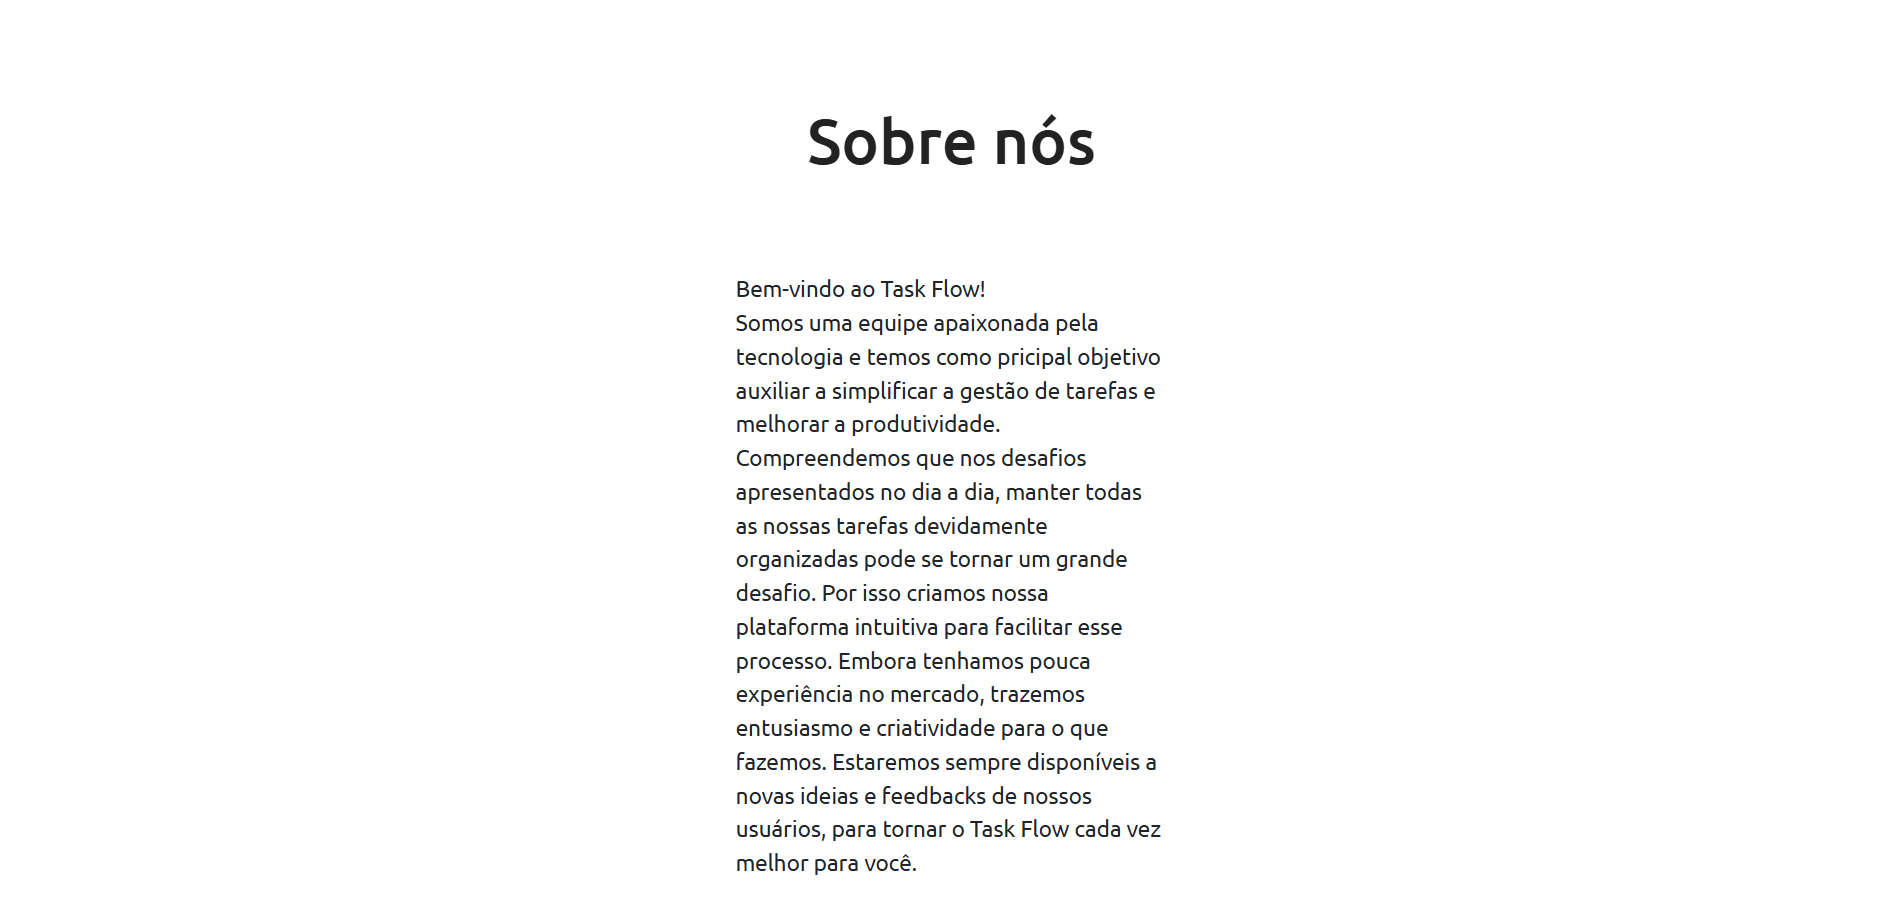 Sobre nós
Bem-vindo ao Task Flow!
Somos uma equipe apaixonada pela
tecnologia e temos como pricipal objetivo
auxiliar a simplificar a gestão de tarefas e
melhorar a produtividade.
Compreendemos que nos desafios
apresentados no dia a dia, manter todas
as nossas tarefas devidamente
organizadas pode se tornar um grande
desafio. Por isso criamos nossa
plataforma intuitiva para facilitar esse
processo. Embora tenhamos pouca
experiência no mercado, trazemos
entusiasmo e criatividade para o que
fazemos. Estaremos sempre disponíveis a
novas ideias e feedbacks de nossos
usuários, para tornar o Task Flow cada vez
melhor para você.